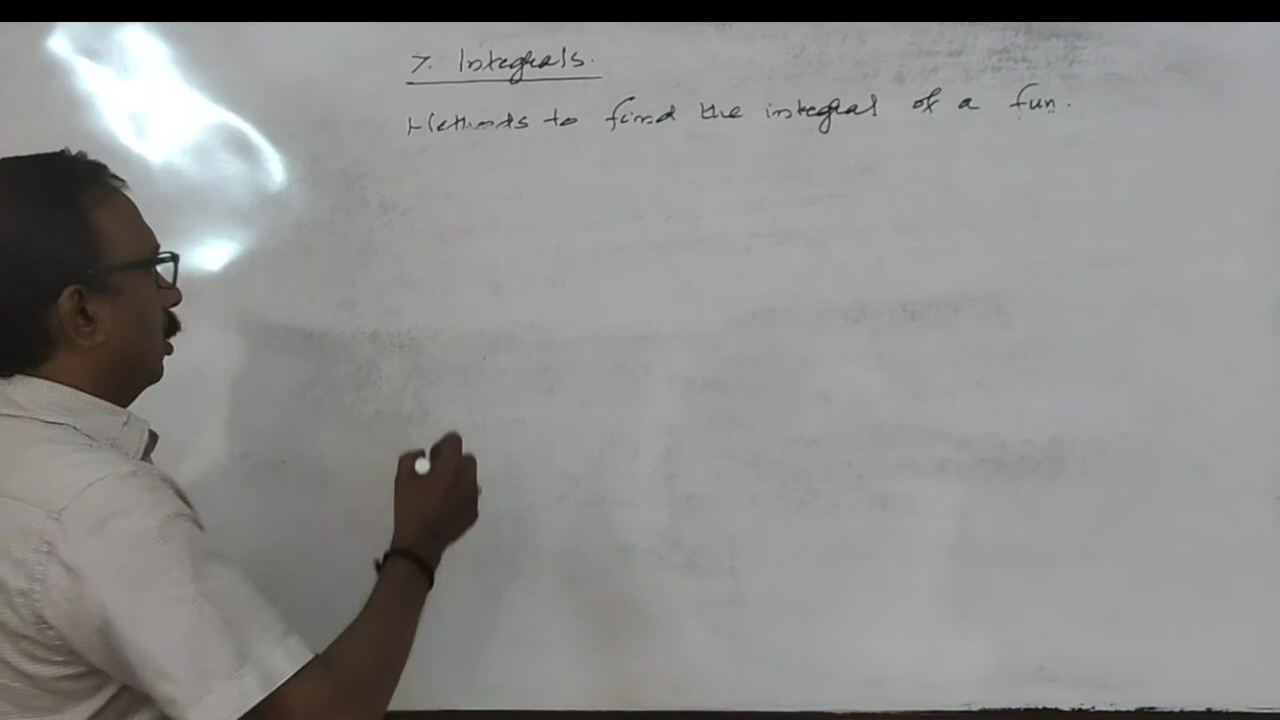 7. Integrals.
Methods to find the integral of a fun.